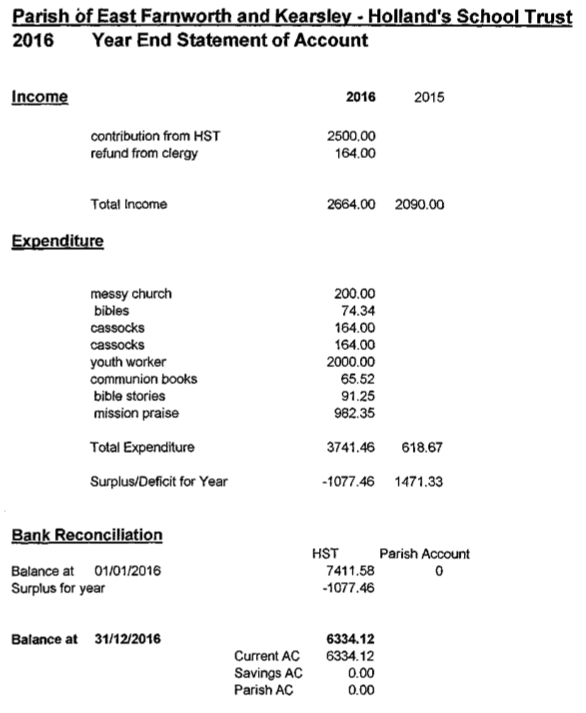 Parish of East Farnworth and Kearsley - Holland's School Trust
2016 Year End Statement of Account
Income 2016 2015
contribution from HST 2500.00
refund from clergy 164.00
Total Income 2664.00 2090.00
Expenditure
messy church 200.00
bibles 74.34
cassocks 164.00
cassocks 164.00
youth worker 2000.00
communion books 65.52
bible stories 91.25
mission praise 982.35
Total Expenditure 3741.46 618.67
Surplus/Deficit for Year -1077.46 1471.33
Bank Reconciliation
HST Parish Account
Balance at 01/01/2016 7411.58 0
Surplus for year -1077.46
Balance at 31/12/2016 6334.12
Current AC 6334.12
Savings AC 0.00
Parish AC 0.00